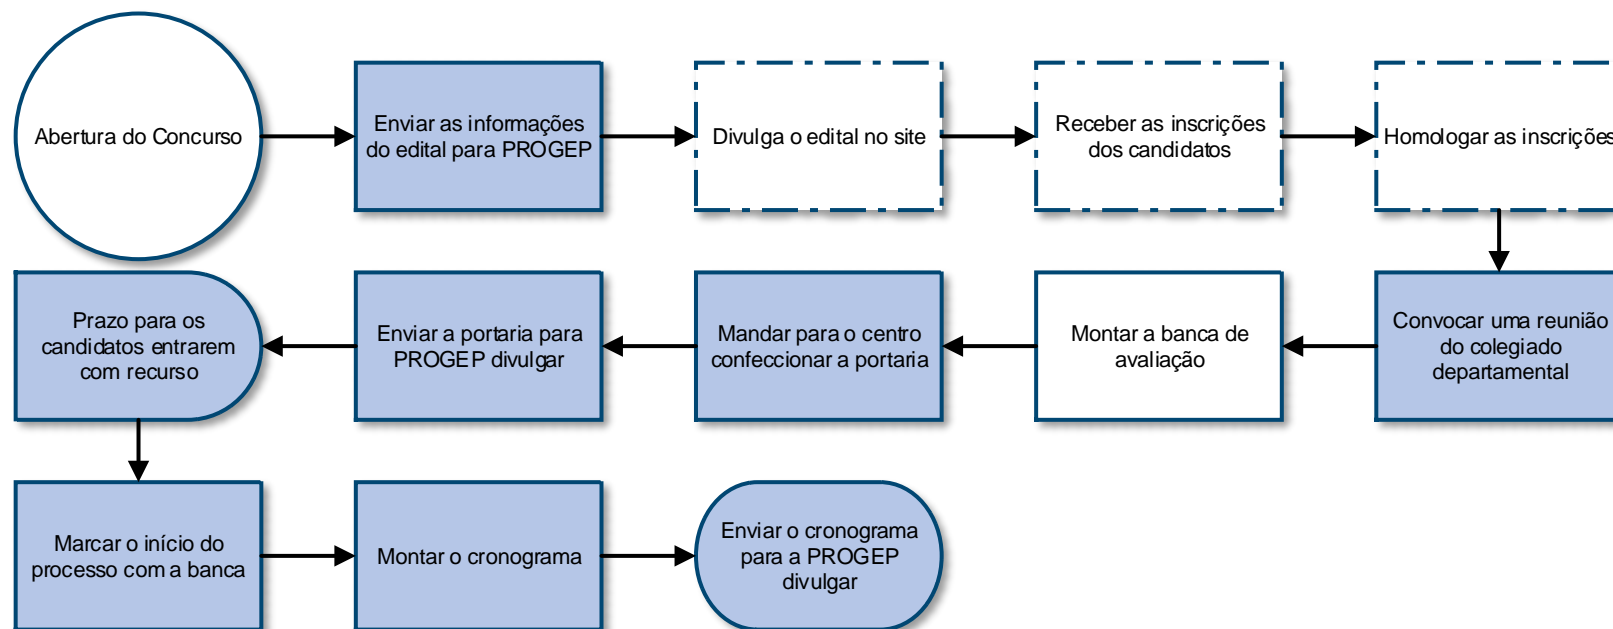 Abertura do Concurso
Enviar as informações
do edital para PROGEP
Divulga o edital no site
Receber as inscrições
dos candidatos
Homologar as inscrições
Convocar uma reunião
do colegiado
departamental
Montar a banca de
avaliação
Mandar para o centro
confeccionar a portaria
Enviar a portaria para
PROGEP divulgar
Prazo para os
candidatos entrarem
com recurso
Marcar o início do
processo com a banca
Montar o cronograma
Enviar o cronograma
para a PROGEP
divulgar